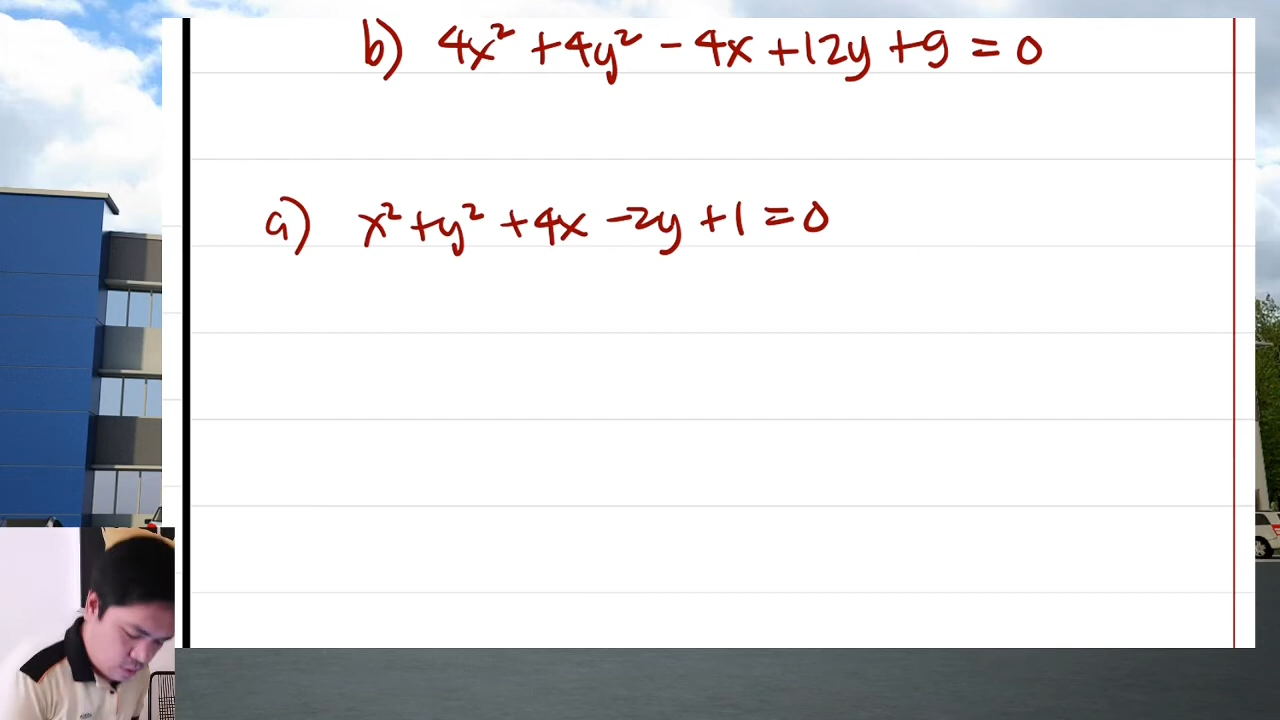 b) 4x² + 4y² - 4x + 12y + 9 = 0
a) x² + y² + 4x - 2y + 1 = 0